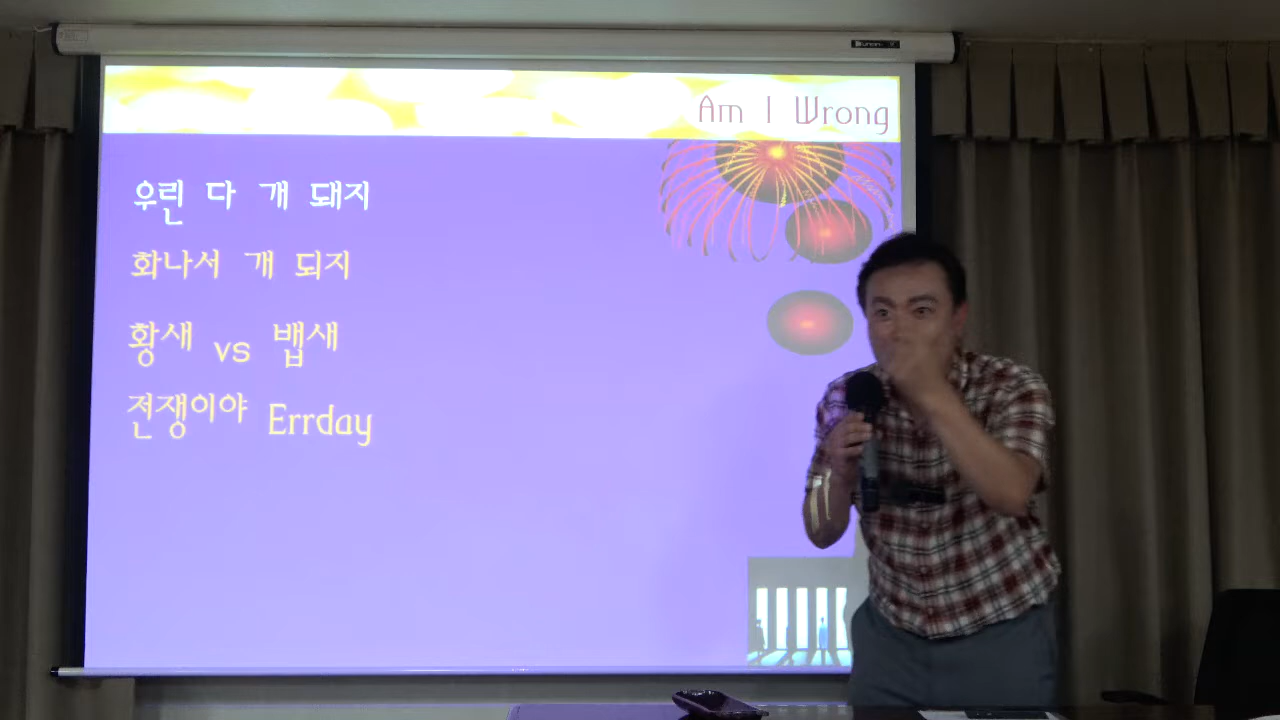 Am I Wrong
우린 다 개 돼지
화나서 개 되지
황새 vs 뱁새
전쟁이야 Errday